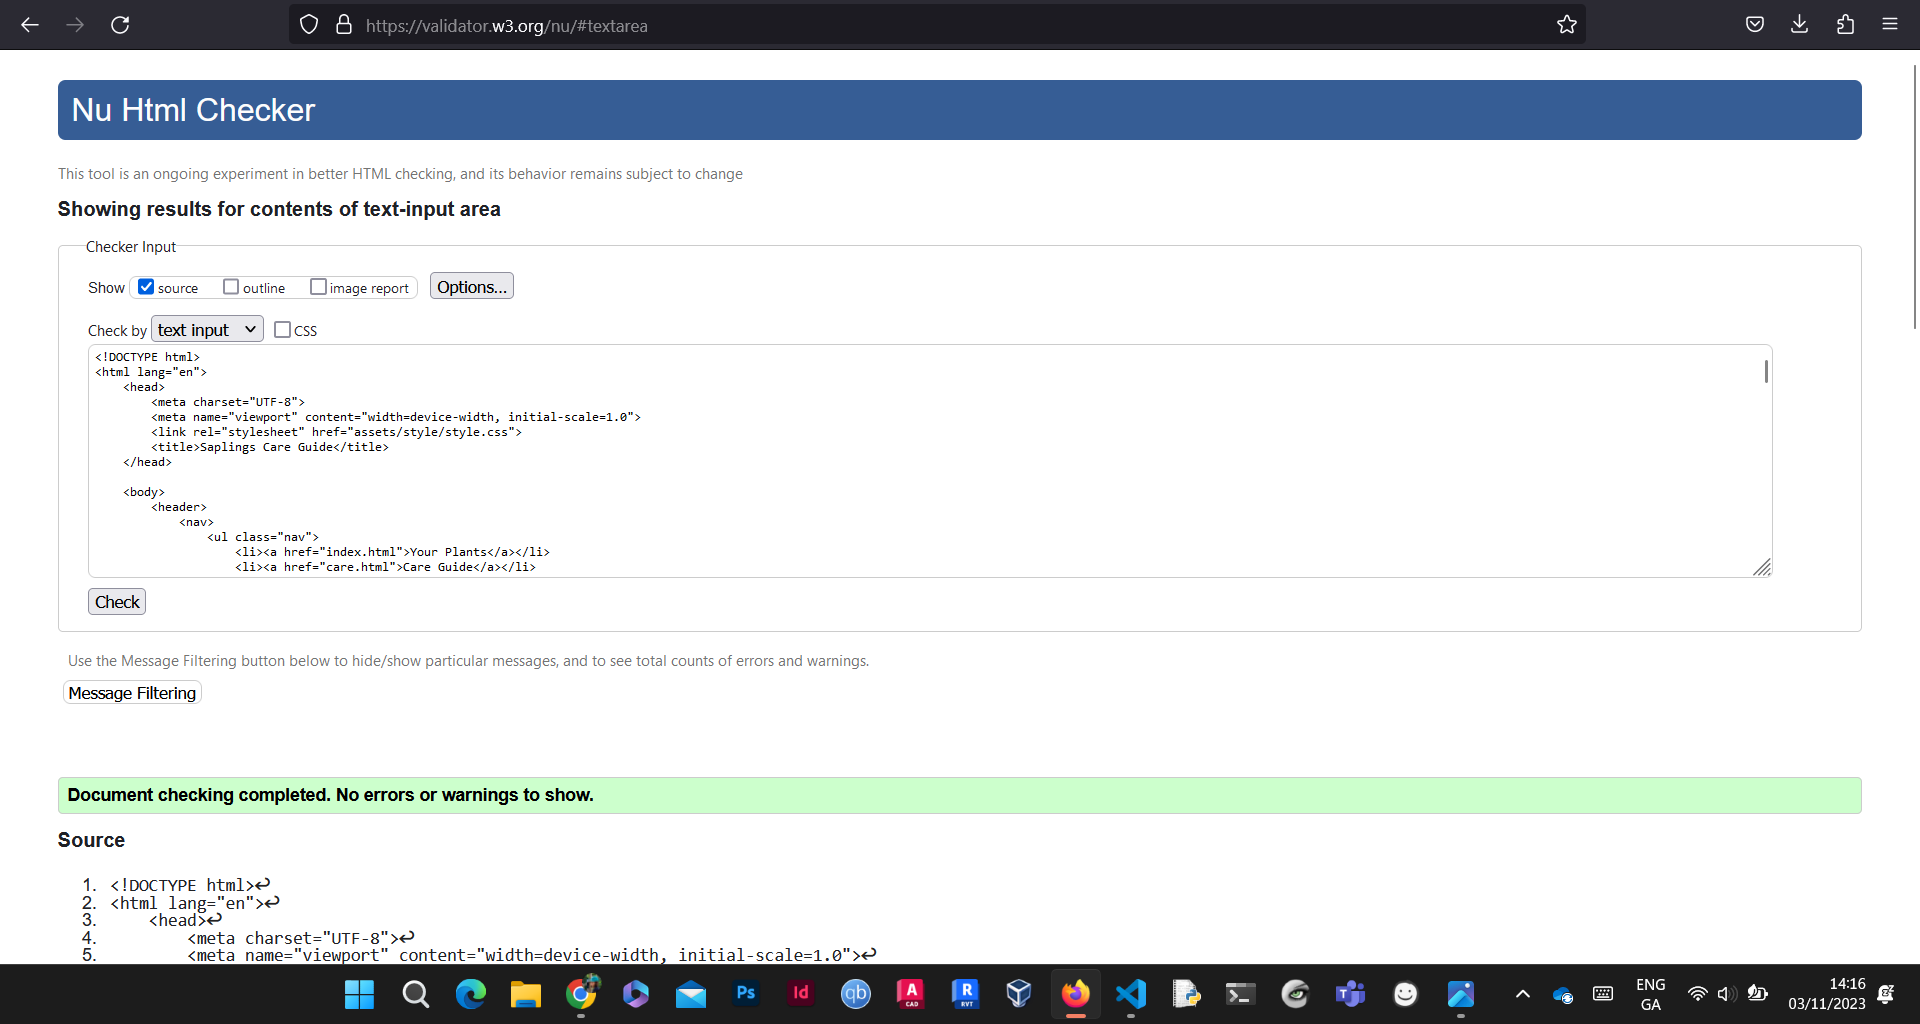 https://validator.w3.org/nu/#textarea
Nu Html Checker
This tool is an ongoing experiment in better HTML checking, and its behavior remains subject to change
Showing results for contents of text-input area
Checker Input
Show source outline image report Options...
Check by text input CSS
<!DOCTYPE html>
<html lang="en">
<head>
<meta charset="UTF-8">
<meta name="viewport" content="width=device-width, initial-scale=1.0">
<link rel="stylesheet" href="assets/style/style.css">
<title>Saplings Care Guide</title>
</head>
<body>
<header>
<nav>
<ul class="nav">
<li><a href="index.html">Your Plants</a></li>
<li><a href="care.html">Care Guide</a></li>
Check
Use the Message Filtering button below to hide/show particular messages, and to see total counts of errors and warnings.
Message Filtering
Document checking completed. No errors or warnings to show.
Source
1. <!DOCTYPE html>↩
2. <html lang="en">↩
3. <head>↩
4. <meta charset="UTF-8">↩
5. <meta name="viewport" content="width=device-width, initial-scale=1.0">↩
Ps Id qb A CAD R RVT T ENG GA 14:16 03/11/2023